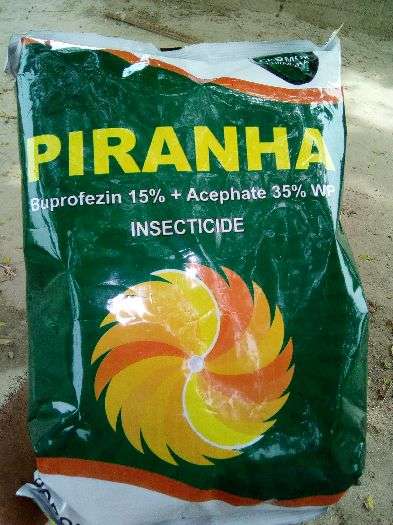 PIRANHA
Buprofezin 15% + Acephate 35% WP
INSECTICIDE